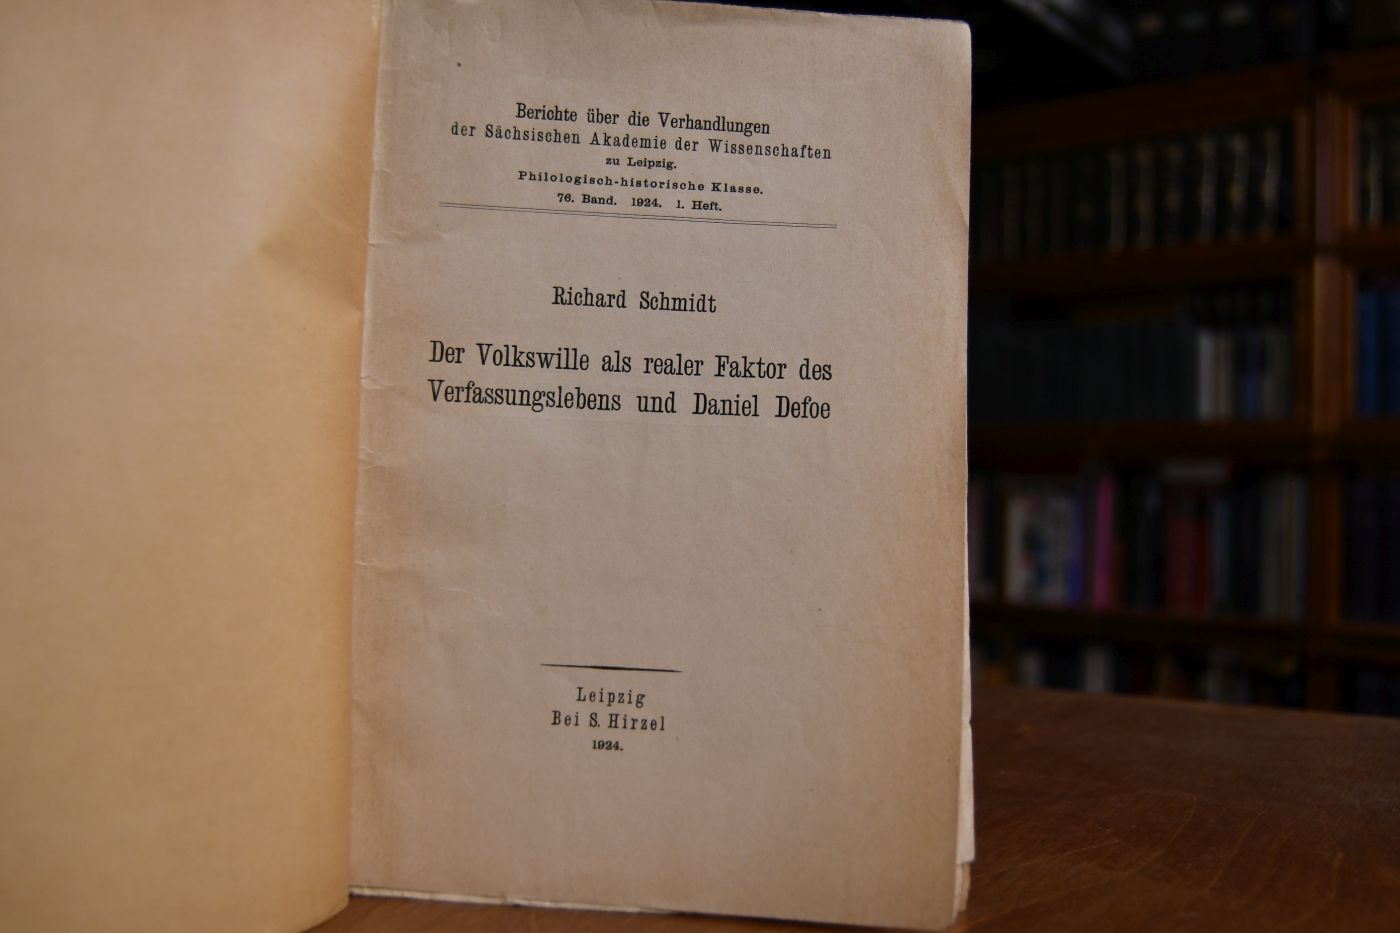 Berichte über die Verhandlungen
der Sächsischen Akademie der Wissenschaften
zu Leipzig.
Philologisch-historische Klasse.
76. Band. 1924. 1. Heft.
Richard Schmidt
Der Volkswille als realer Faktor des
Verfassungslebens und Daniel Defoe
Leipzig
Bei S. Hirzel
1924.